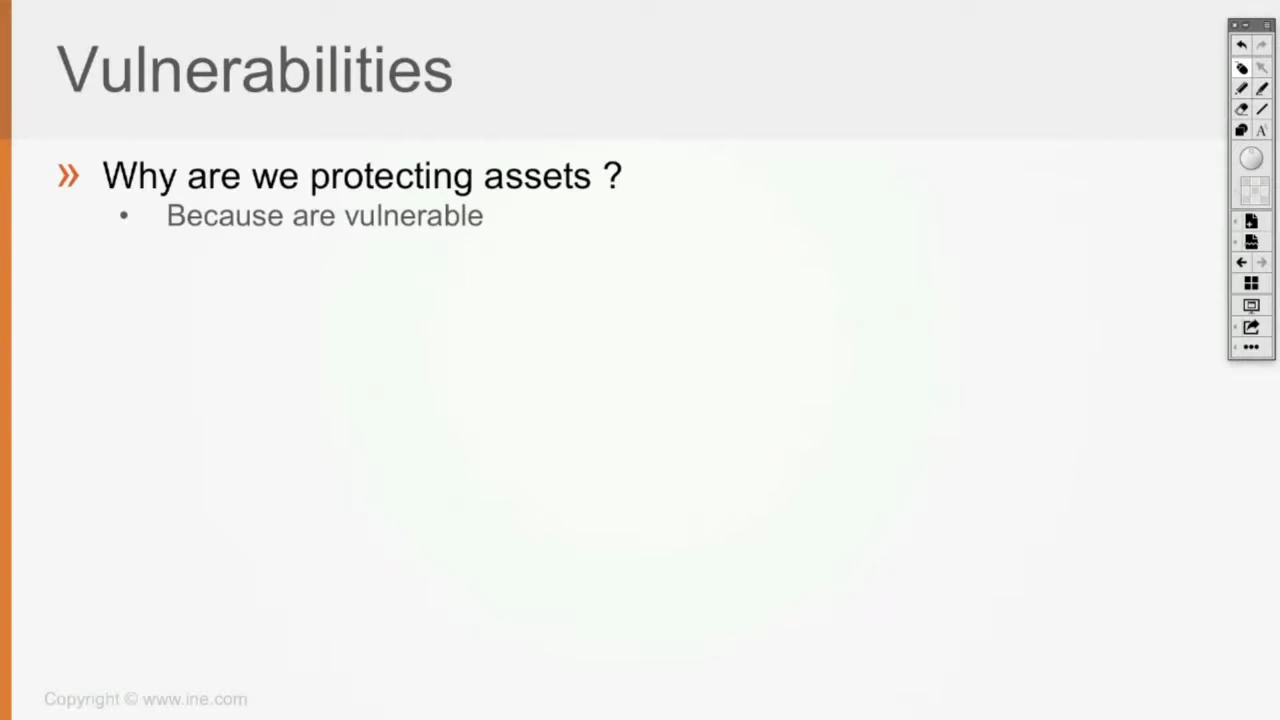 Vulnerabilities
» Why are we protecting assets ?
• Because are vulnerable
Copyright © www.ine.com